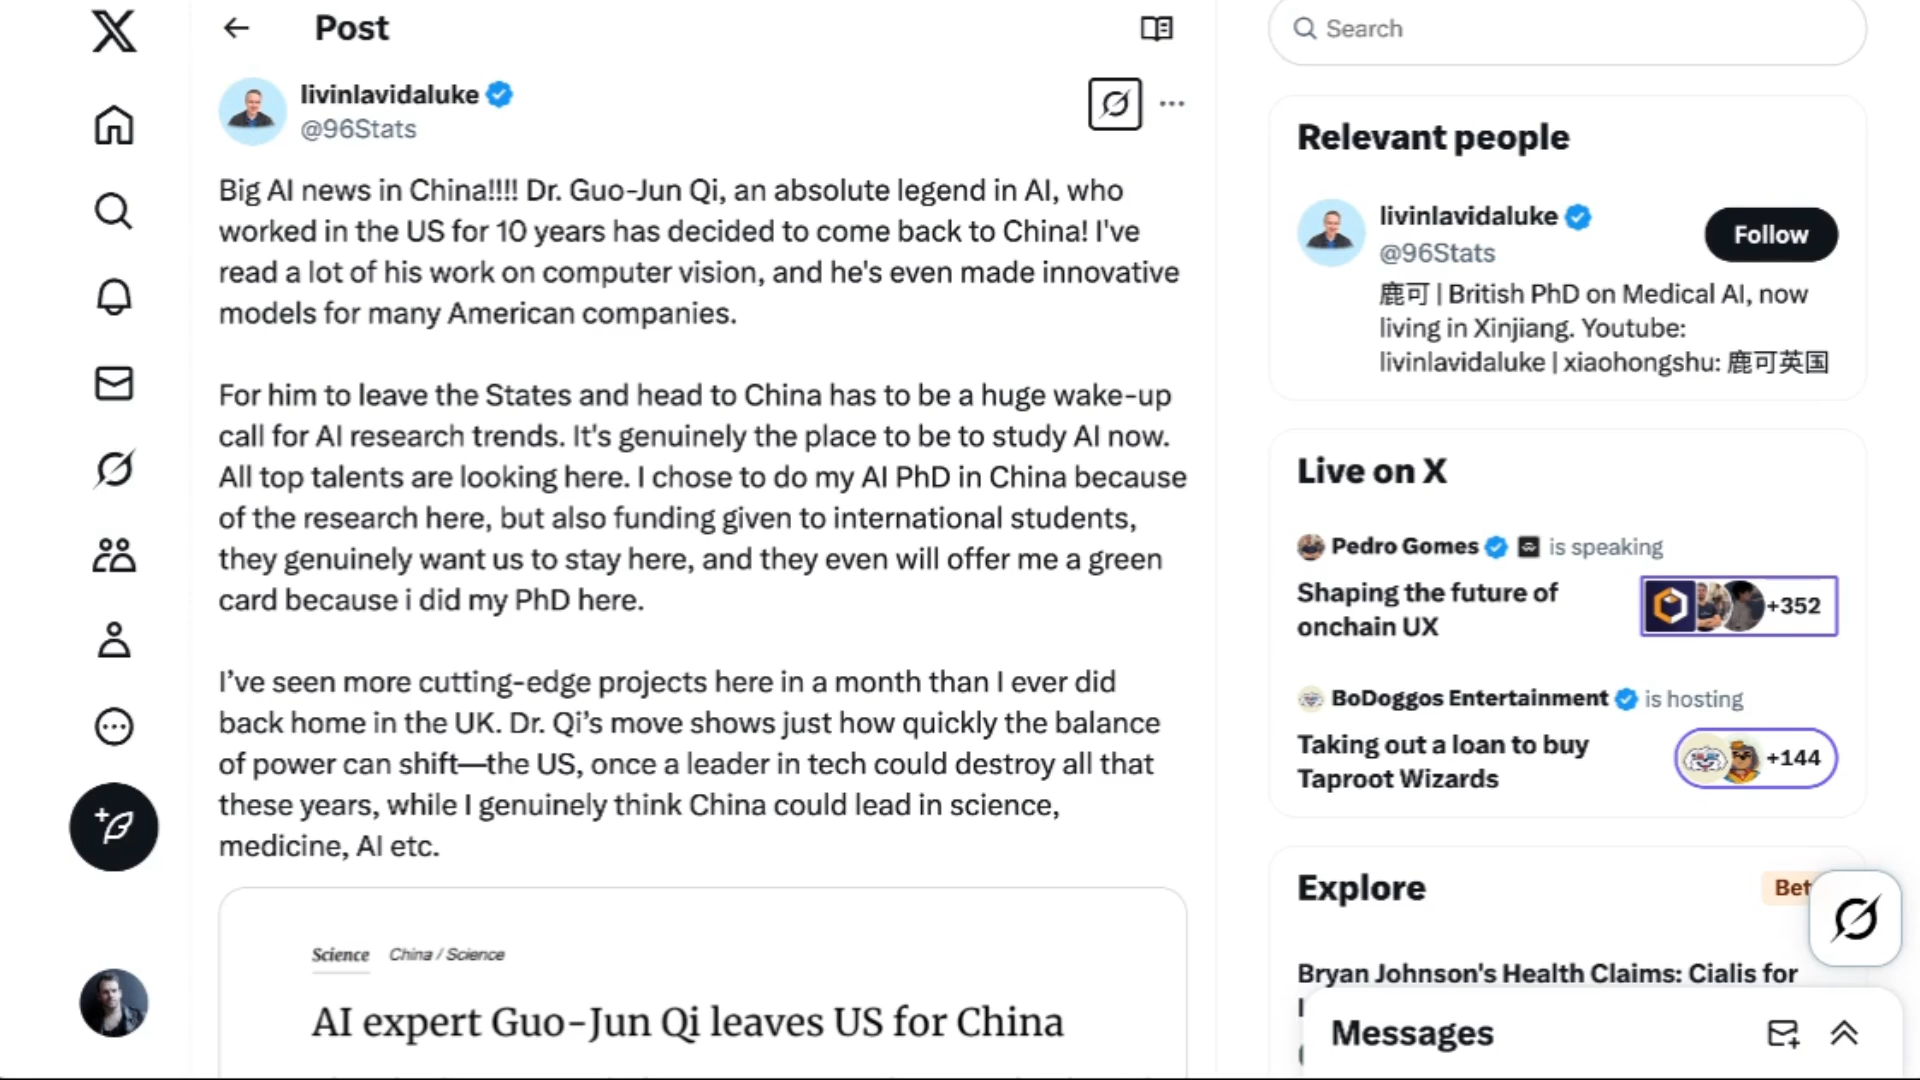 Post
livinlavidaluke
@96Stats
Big AI news in China!!!! Dr. Guo-Jun Qi, an absolute legend in AI, who
worked in the US for 10 years has decided to come back to China! I've
read a lot of his work on computer vision, and he's even made innovative
models for many American companies.
For him to leave the States and head to China has to be a huge wake-up
call for AI research trends. It's genuinely the place to be to study AI now.
All top talents are looking here. I chose to do my AI PhD in China because
of the research here, but also funding given to international students,
they genuinely want us to stay here, and they even will offer me a green
card because i did my PhD here.
I’ve seen more cutting-edge projects here in a month than I ever did
back home in the UK. Dr. Qi’s move shows just how quickly the balance
of power can shift—the US, once a leader in tech could destroy all that
these years, while I genuinely think China could lead in science,
medicine, AI etc.
Science China / Science
AI expert Guo-Jun Qi leaves US for China
Search
Relevant people
livinlavidaluke
@96Stats
Follow
鹿可 | British PhD on Medical AI, now
living in Xinjiang. Youtube:
livinlavidaluke | xiaohongshu: 鹿可英国
Live on X
Pedro Gomes is speaking
Shaping the future of
onchain UX
+352
BoDoggos Entertainment is hosting
Taking out a loan to buy
Taproot Wizards
+144
Explore
Bet
Bryan Johnson's Health Claims: Cialis for
Messages